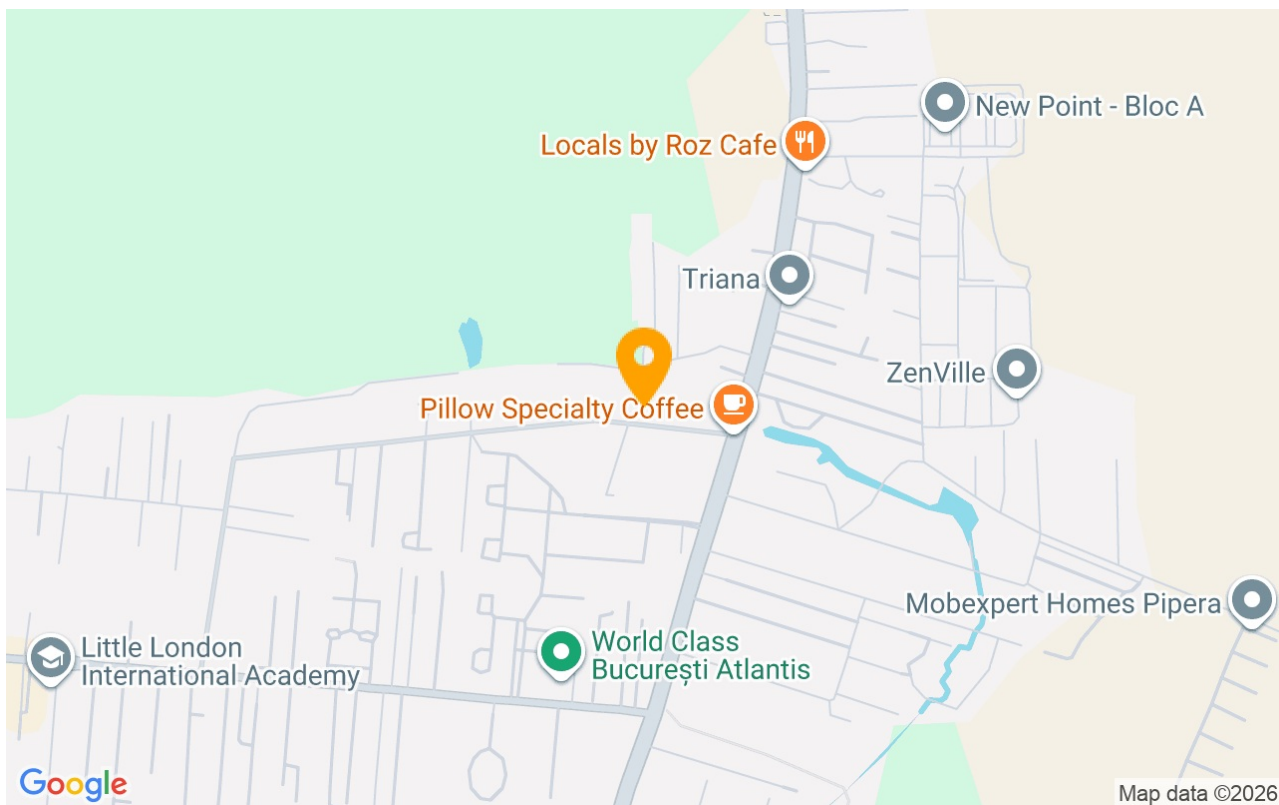 New Point - Bloc A
Locals by Roz Cafe
Triana
ZenVille
Pillow Specialty Coffee
Mobexpert Homes Pipera
World Class
București Atlantis
Little London
International Academy
Google
Map data ©2026